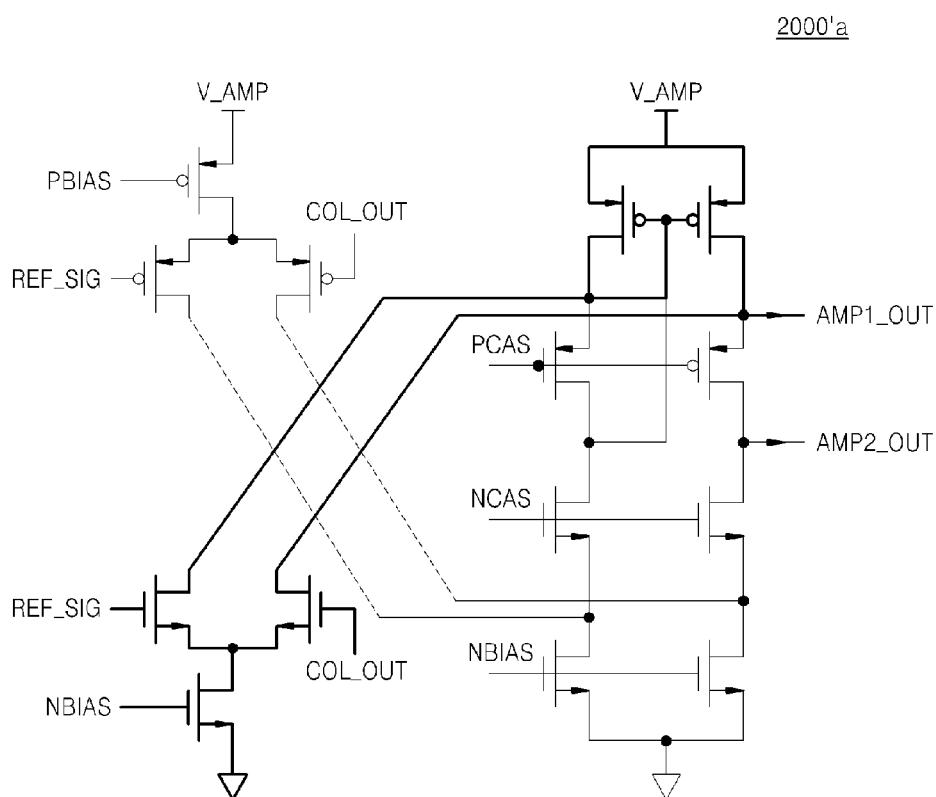 2000'a
V_AMP
V_AMP
PBIAS
COL_OUT
REF_SIG
AMP1_OUT
PCAS
AMP2_OUT
NCAS
REF_SIG
NBIAS
COL_OUT
NBIAS